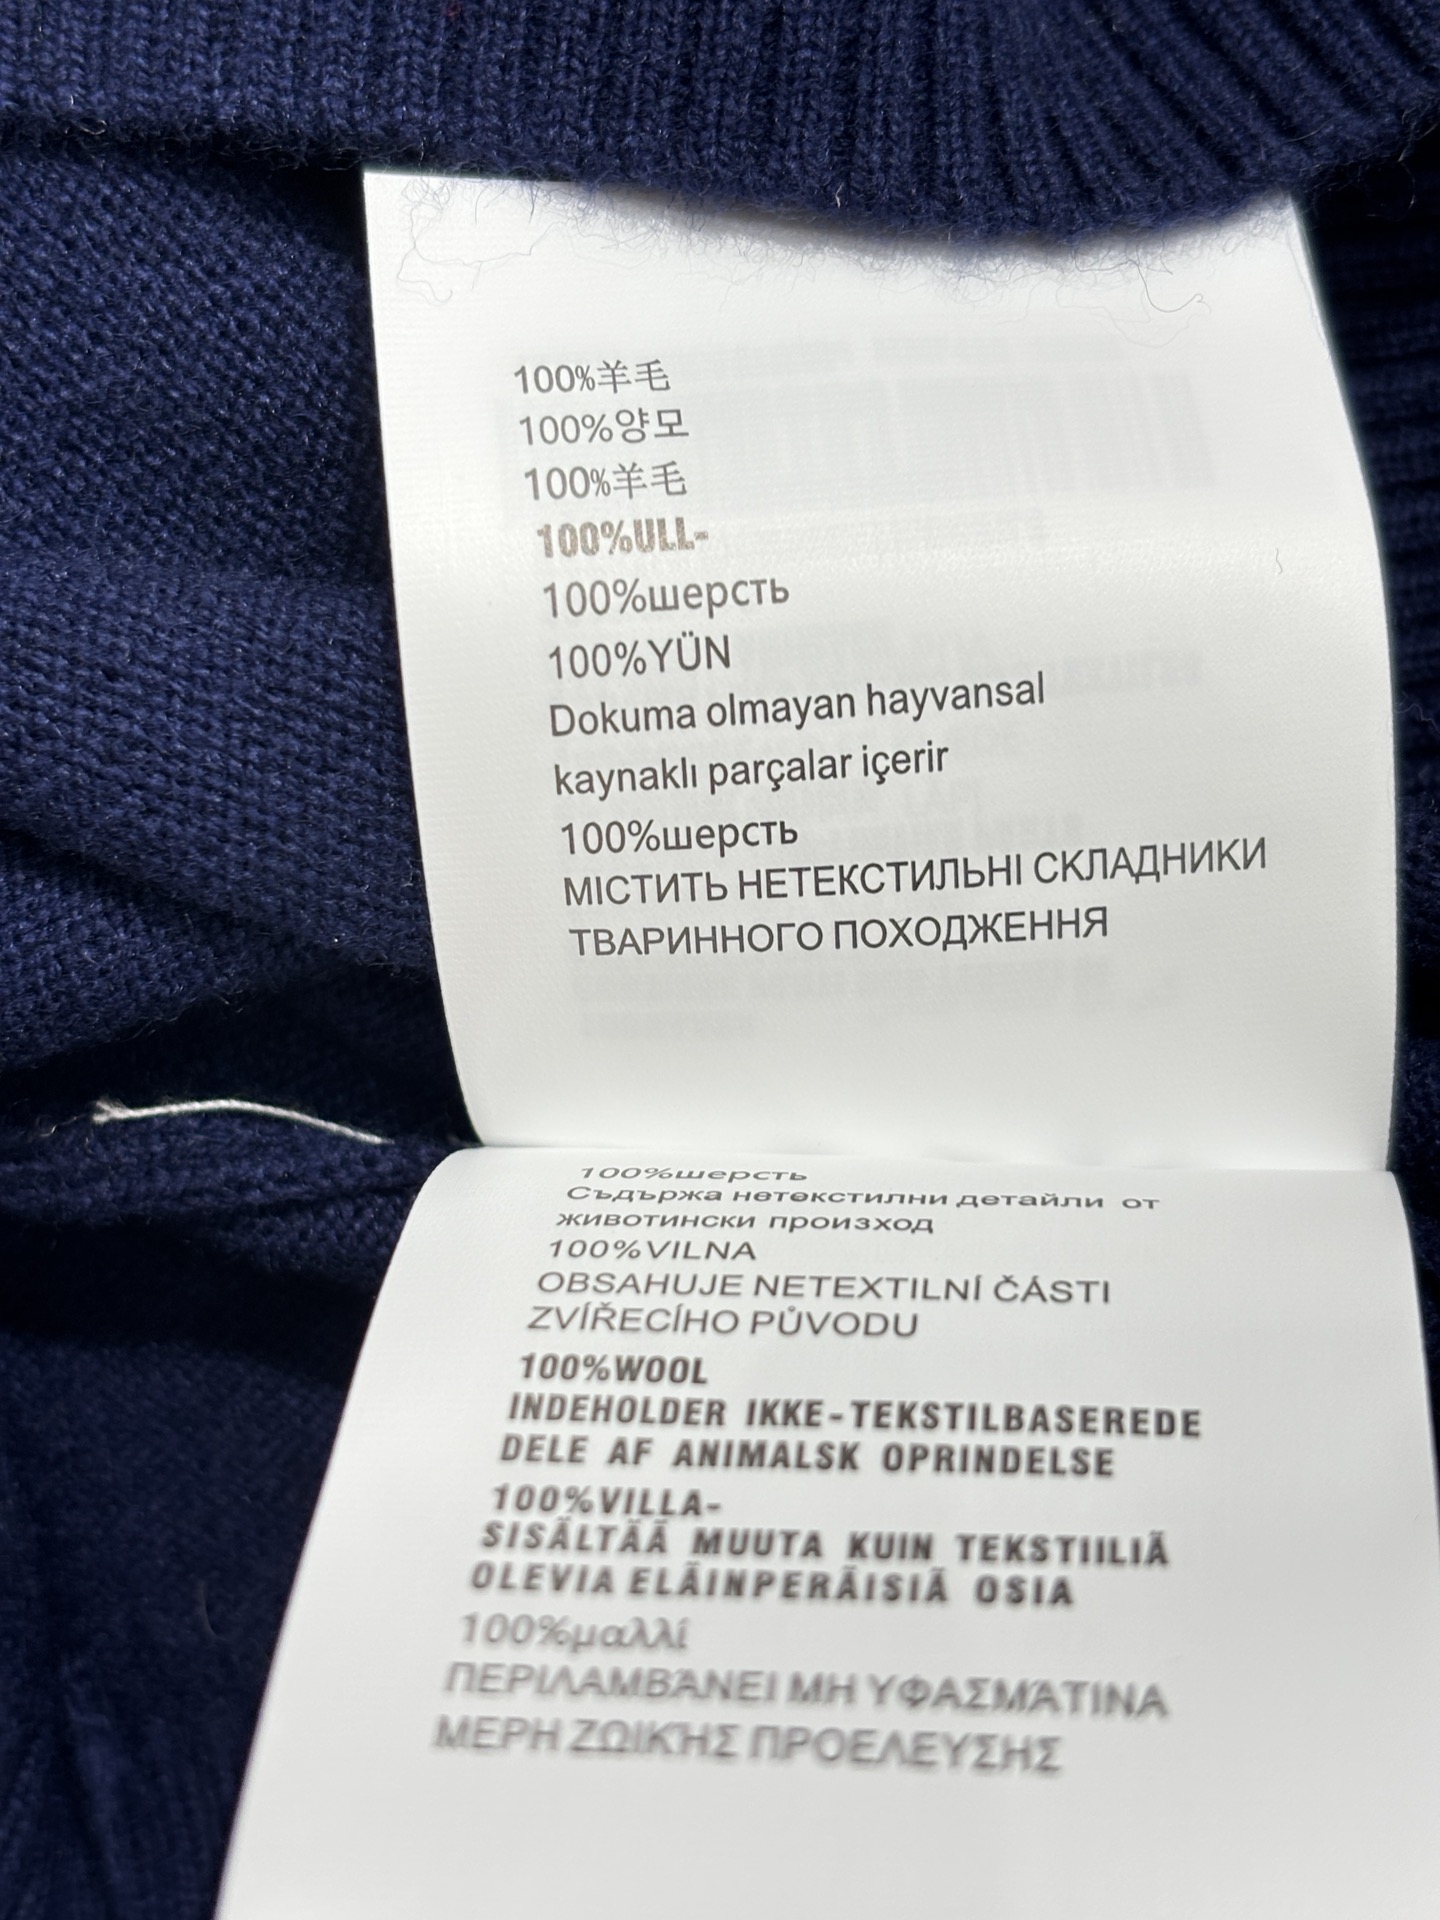 100%羊毛
100%양모
100%羊毛
100%ULL-
100%шерсть
100%YÜN
Dokuma olmayan hayvansal
kaynaklı parçalar içerir
100%шерсть
МІСТИТЬ НЕТЕКСТИЛЬНІ СКЛАДНИКИ
ТВАРИННОГО ПОХОДЖЕННЯ
100%шерсть
Съдържа нетекстилни детайли от
животински произход
100%VILNA
OBSAHUJE NETEXTILNÍ ČÁSTI
ZVÍŘECÍHO PŮVODU
100%WOOL
INDEHOLDER IKKE-TEKSTILBASEREDE
DELE AF ANIMALSK OPRINDELSE
100%VILLA-
SISÄLTÄÄ MUUTA KUIN TEKSTIILIÄ
OLEVIA ELÄINPERÄISIÄ OSIA
100%μαλλί
ΠΕΡΙΛΑΜΒΆΝΕΙ ΜΗ ΥΦΑΣΜΆΤΙΝΑ
ΜΕΡΗ ΖΩΙΚΉΣ ΠΡΟΕΛΕΥΣΗΣ